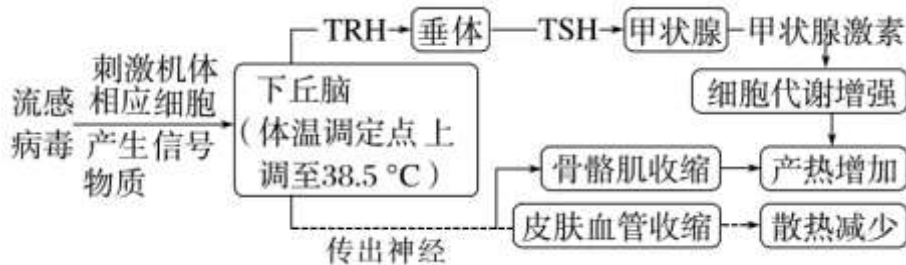 TRH
垂体
TSH
甲状腺
甲状腺激素
流感
病毒
刺激机体
相应细胞
产生信号
物质
下丘脑
(体温调定点上
调至38.5 °C)
细胞代谢增强
骨骼肌收缩
产热增加
皮肤血管收缩
散热减少
传出神经